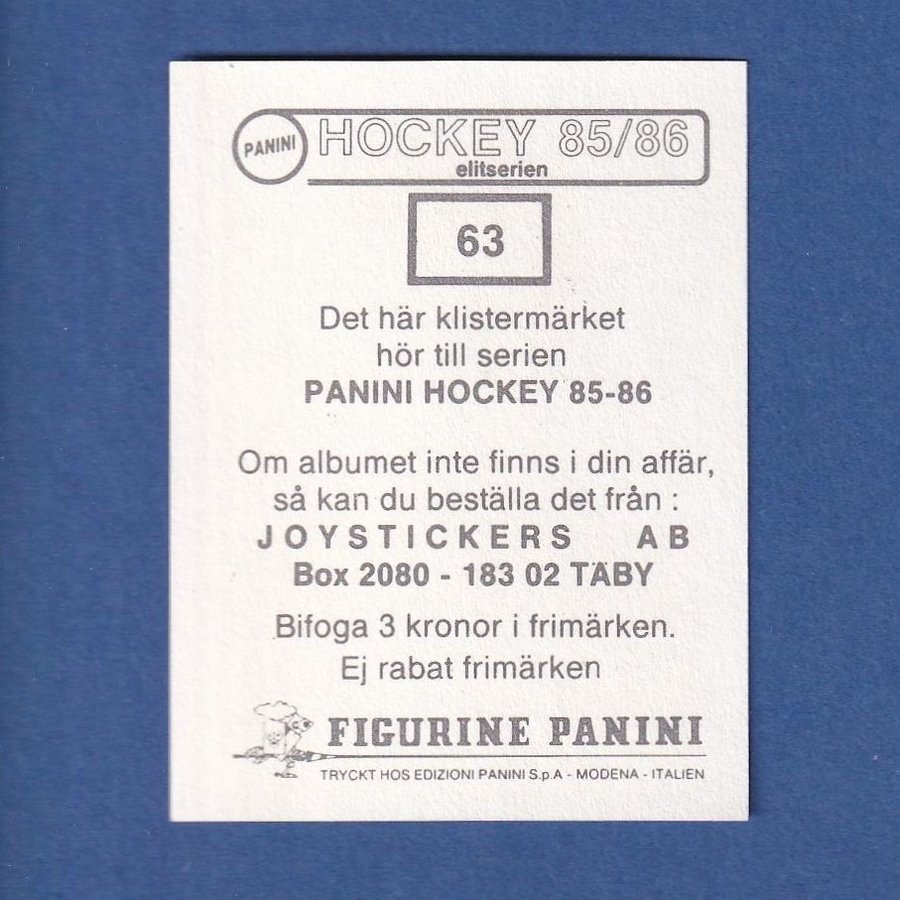 PANINI HOCKEY 85/86
elitserien
63
Det här klistermärket
hör till serien
PANINI HOCKEY 85-86
Om albumet inte finns i din affär,
så kan du beställa det från :
JOYSTICKERS AB
Box 2080 - 183 02 TÄBY
Bifoga 3 kronor i frimärken.
Ej rabat frimärken
FIGURINE PANINI
TRYCKT HOS EDIZIONI PANINI S.p.A - MODENA - ITALIEN